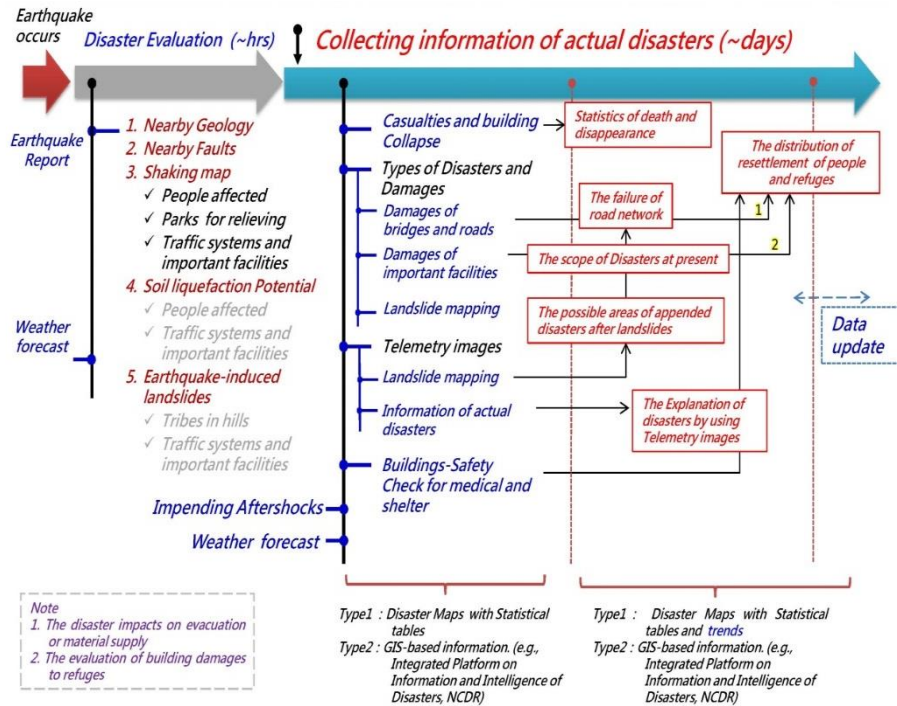 Earthquake
occurs
Disaster Evaluation (~hrs)
Collecting information of actual disasters (~days)
Earthquake
Report
Weather
forecast
1. Nearby Geology
2. Nearby Faults
3. Shaking map
✓ People affected
✓ Parks for relieving
✓ Traffic systems and
important facilities
4. Soil liquefaction Potential
✓ People affected
✓ Traffic systems and
important facilities
5. Earthquake-induced
landslides
✓ Tribes in hills
✓ Traffic systems and
important facilities
Impending Aftershocks
Weather forecast
Casualties and building
Collapse
Types of Disasters and
Damages
Damages of
bridges and roads
Damages of
important facilities
Landslide mapping
Telemetry images
Landslide mapping
Information of actual
disasters
Buildings-Safety
Check for medical and
shelter
Statistics of death and
disappearance
The failure of
road network
The scope of Disasters at present
The possible areas of appended
disasters after landslides
The Explanation of
disasters by using
Telemetry images
The distribution of
resettlement of people
and refuges
1
2
Data
update
Note
1. The disaster impacts on evacuation
or material supply
2. The evaluation of building damages
to refuges
Type1 : Disaster Maps with Statistical
tables
Type2 : GIS-based information. (e.g.,
Integrated Platform on
Information and Intelligence of
Disasters, NCDR)
Type1 : Disaster Maps with Statistical
tables and trends
Type2 : GIS-based information. (e.g.,
Integrated Platform on
Information and Intelligence of
Disasters, NCDR)